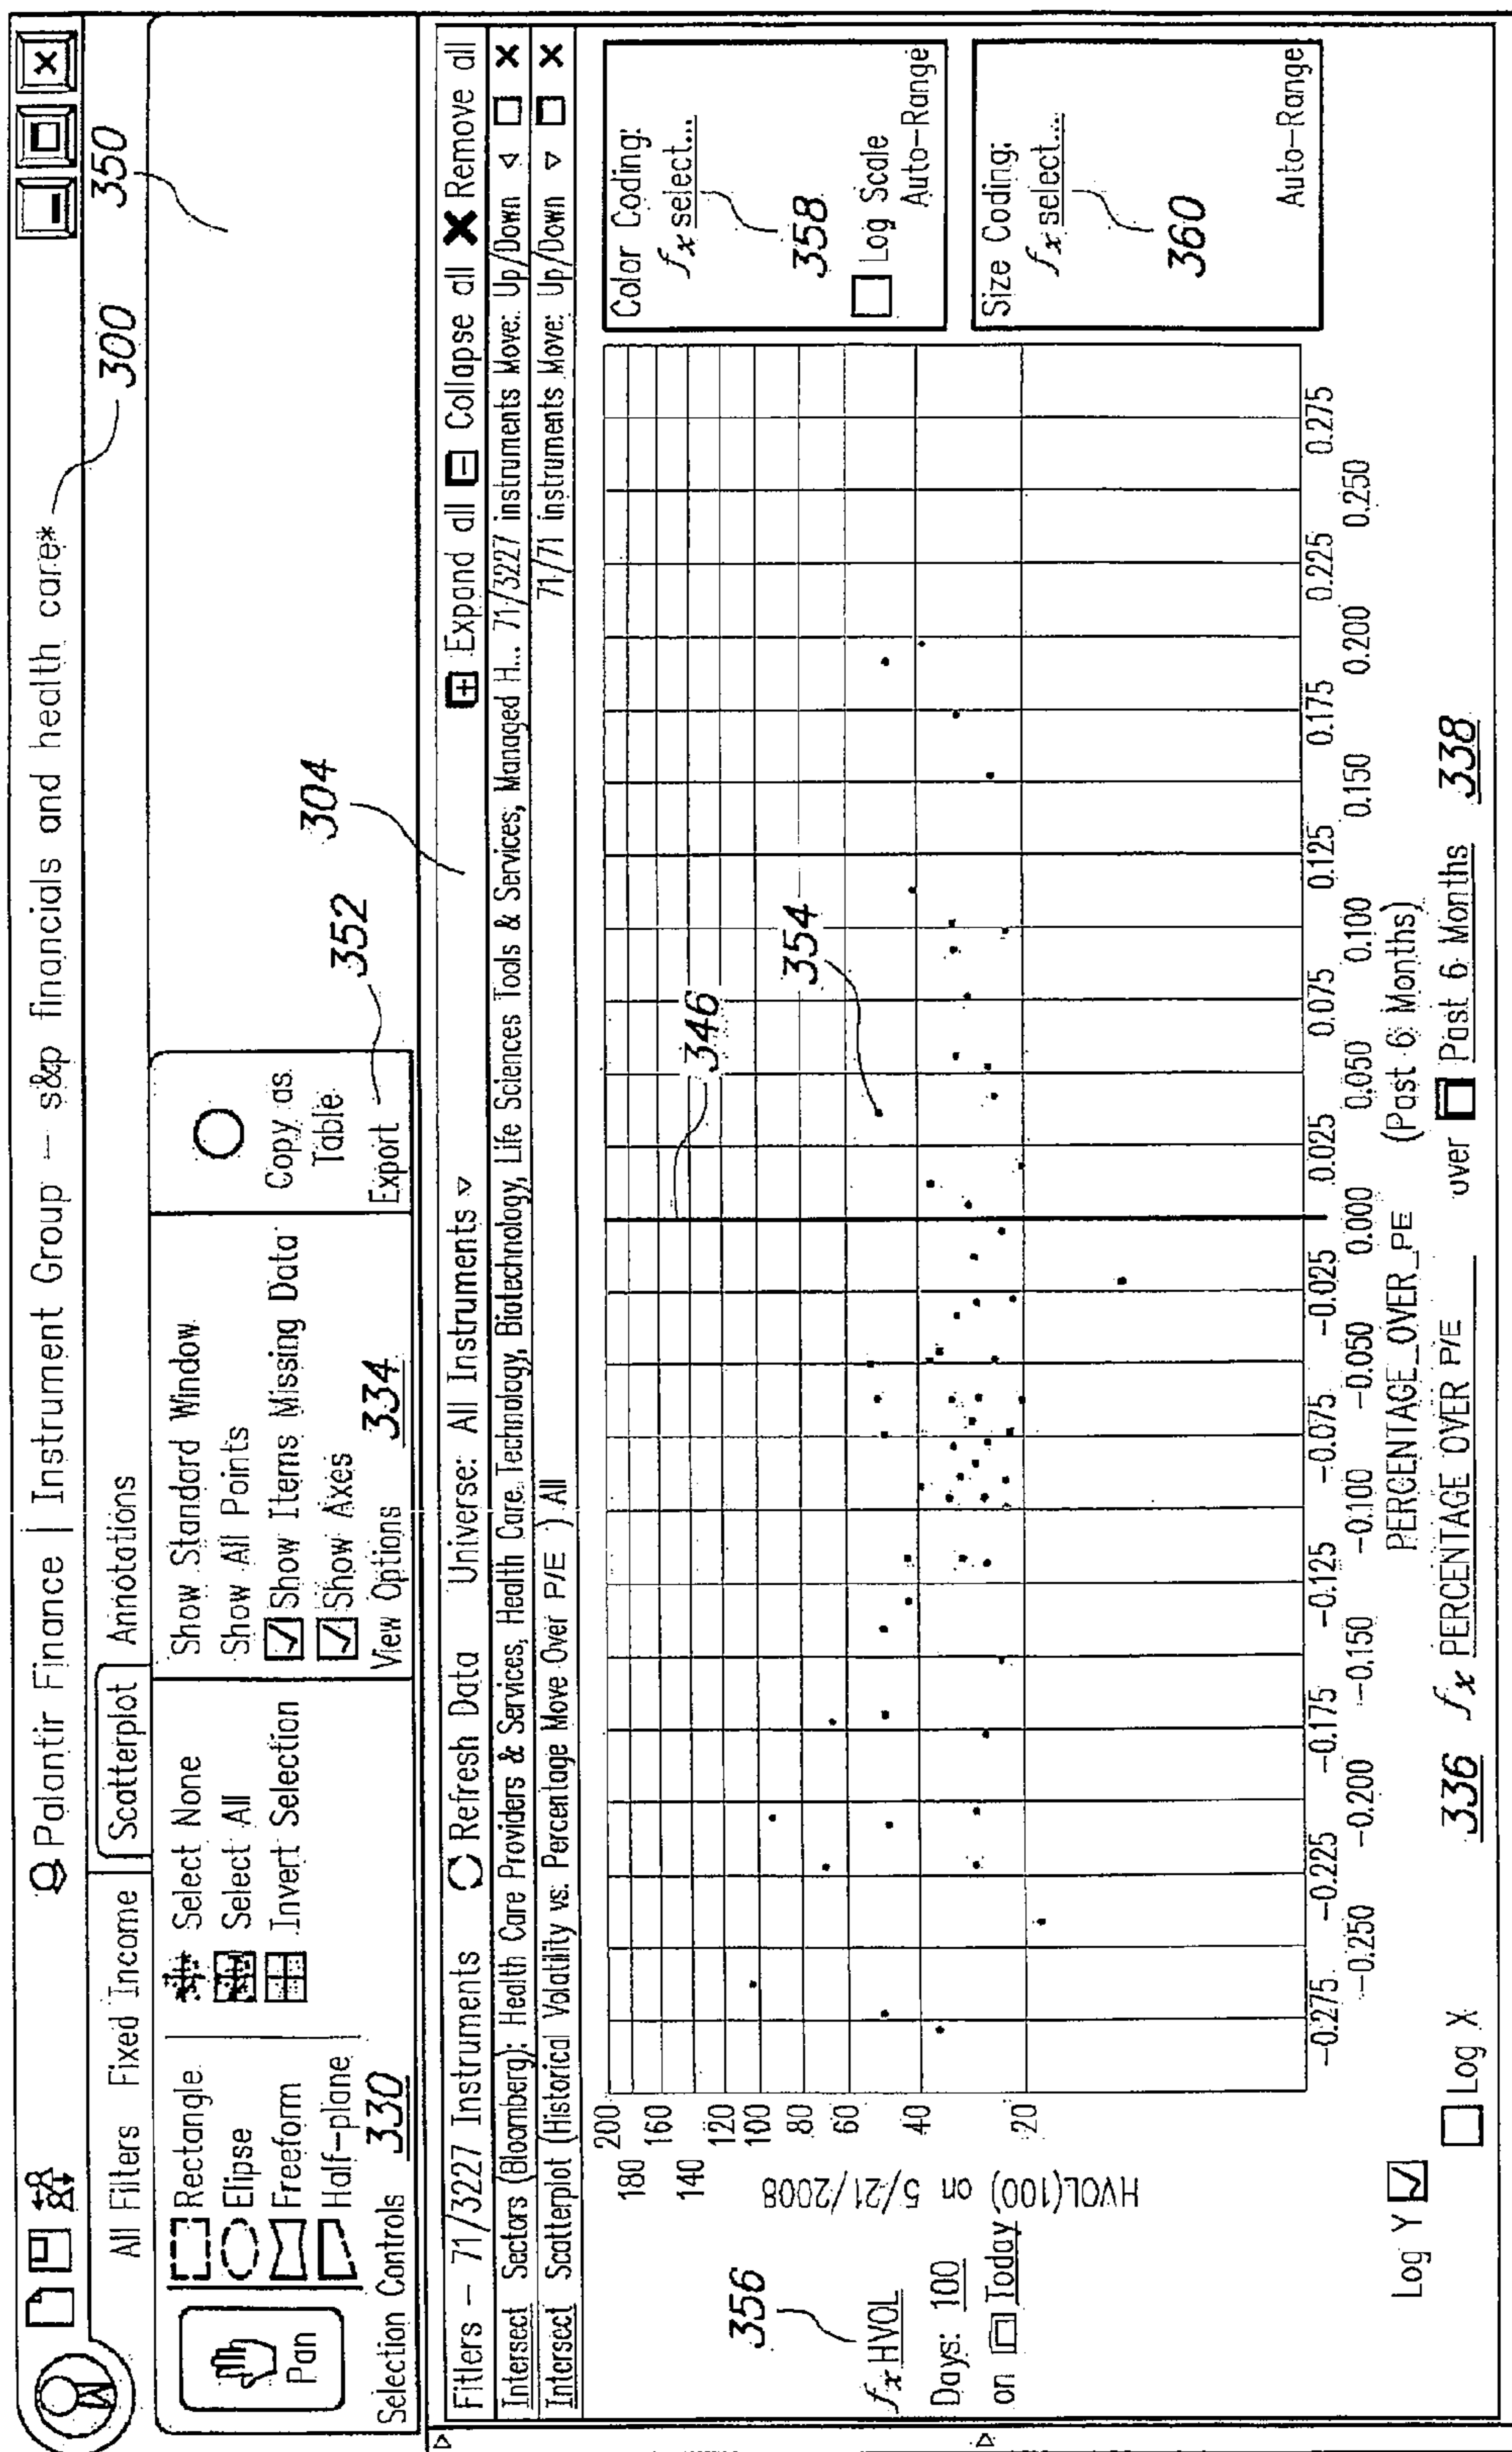 Palantir Finance | Instrument Group – s&p financials and health care*
300
350
All Filters Fixed Income Scatterplot Annotations
Pan
Rectangle
Elipse
Freeform
Half-plane
Select None
Select All
Invert Selection
Selection Controls 330
Show Standard Window
Show All Points
Show Items Missing Data
Show Axes
View Options 334
Copy as
Table
Export
352
304
Fitlers – 71/3227 Instruments Refresh Data Universe: All Instruments Expand all Collapse all Remove all
Intersect Sectors (Bloomberg): Health Care Providers & Services, Health Care Technology, Biotechnology, Life Sciences Tools & Services, Managed H... 71/3227 instruments Move: Up/Down
Intersect Scatterplot (Historical Volatility vs. Percentage Move Over P/E ) All 71/71 instruments Move: Up/Down
356
fx HVOL
Days: 100
on Today
HVOL(100) on 5/21/2008
200
180
160
140
120
100
80
60
40
20
346
354
Color Coding:
fx select...
358
Log Scale
Auto–Range
Size Coding:
fx select...
360
Auto–Range
–0.275 –0.225 –0.175 –0.125 –0.075 –0.025 0.025 0.075 0.125 0.175 0.225 0.275
–0.250 –0.200 –0.150 –0.100 –0.050 0.000 0.050 0.100 0.150 0.200 0.250
PERCENTAGE_OVER_PE (Past 6 Months)
Log Y
Log X
336 fx PERCENTAGE OVER P/E over Past 6 Months 338